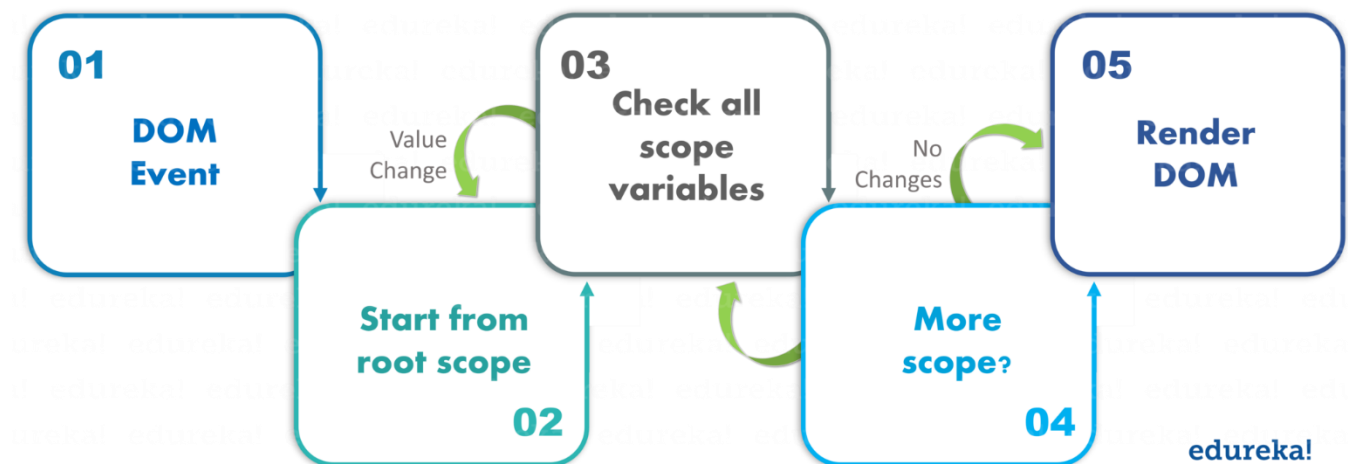 01
DOM
Event
Value
Change
Start from
root scope
02
03
Check all
scope
variables
No
Changes
More
scope?
04
05
Render
DOM
edureka!